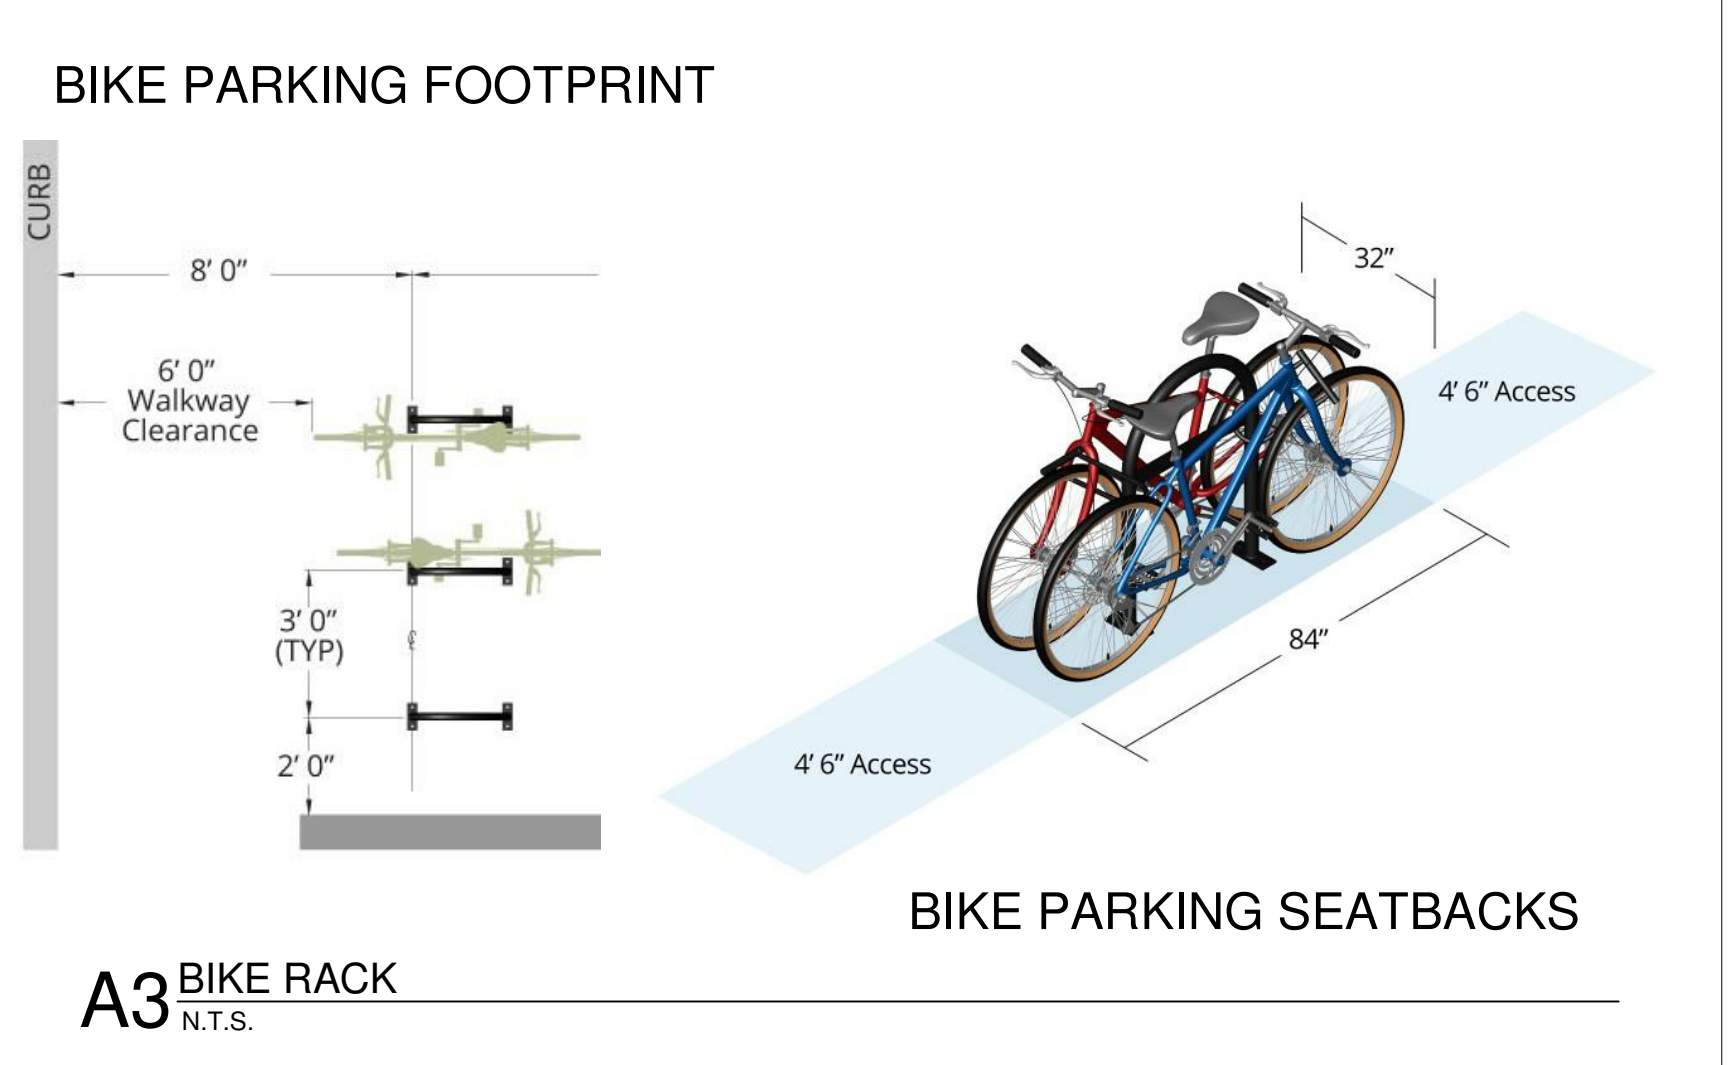 BIKE PARKING FOOTPRINT
CURB
8’ 0”
6’ 0”
Walkway
Clearance
3’ 0”
(TYP)
℄
2’ 0”
32”
4’ 6” Access
84”
4’ 6” Access
BIKE PARKING SEATBACKS
A3 BIKE RACK
N.T.S.